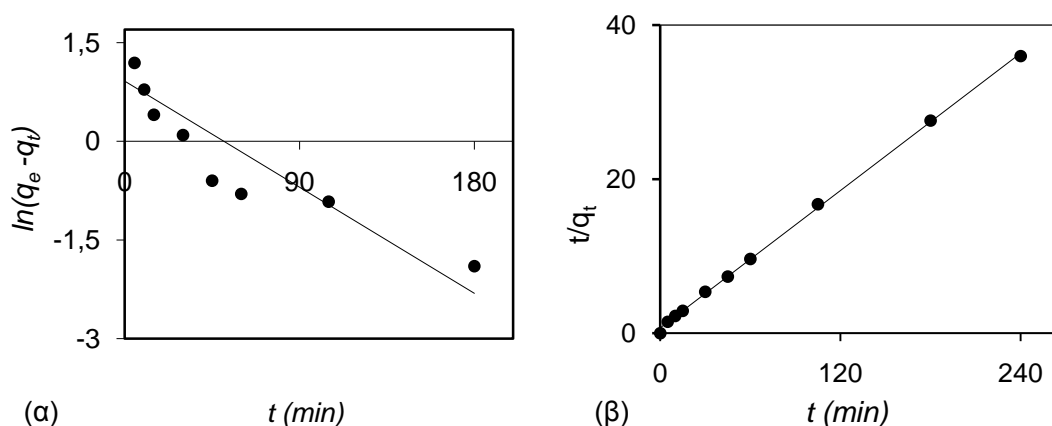 1,5
0
-1,5
-3
0
90
180
ln(qe -qt)
t (min)
(α)
40
20
0
0
120
240
t/qt
t (min)
(β)